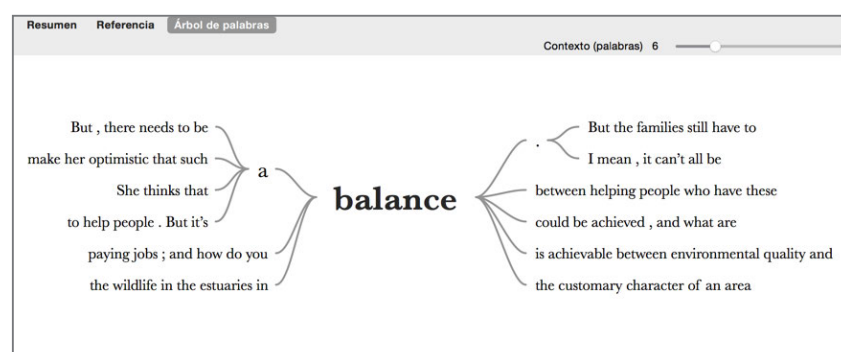 Resumen Referencia Árbol de palabras
Contexto (palabras) 6
But , there needs to be
make her optimistic that such
She thinks that
to help people . But it's
a
paying jobs ; and how do you
the wildlife in the estuaries in
balance
.
But the families still have to
I mean , it can't all be
between helping people who have these
could be achieved , and what are
is achievable between environmental quality and
the customary character of an area